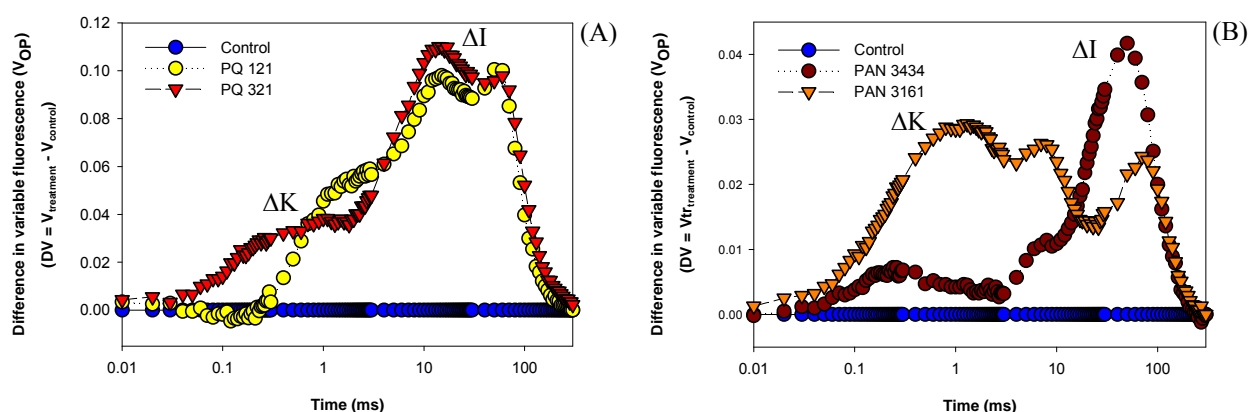 (A)
Difference in variable fluorescence (VOP)
(DV = Vtreatment - Vcontrol)
0.12
0.10
0.08
0.06
0.04
0.02
0.00
Control
PQ 121
PQ 321
ΔI
ΔK
0.01
0.1
1
10
100
Time (ms)
(B)
Difference in variable fluorescence (VOP)
(DV = Vtrtreatment - Vcontrol)
0.04
0.03
0.02
0.01
0.00
Control
PAN 3434
PAN 3161
ΔI
ΔK
0.01
0.1
1
10
100
Time (ms)